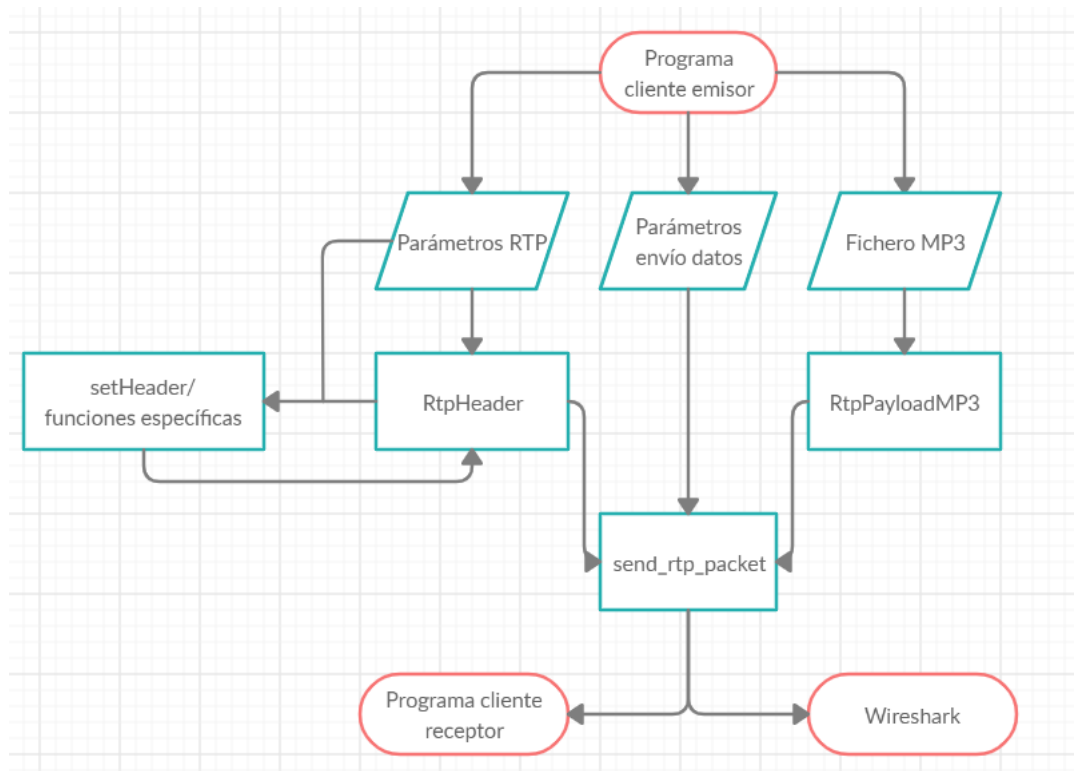 Programa
cliente emisor
Parámetros RTP
Parámetros
envío datos
Fichero MP3
setHeader/
funciones específicas
RtpHeader
RtpPayloadMP3
send_rtp_packet
Programa cliente
receptor
Wireshark